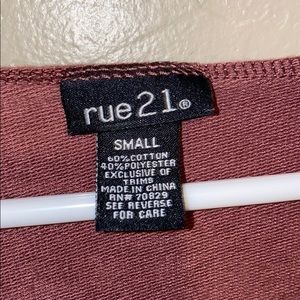 rue21®
SMALL
60%COTTON
40%POLYESTER
EXCLUSIVE OF
TRIMS
MADE IN CHINA
RN# 70829
SEE REVERSE
FOR CARE